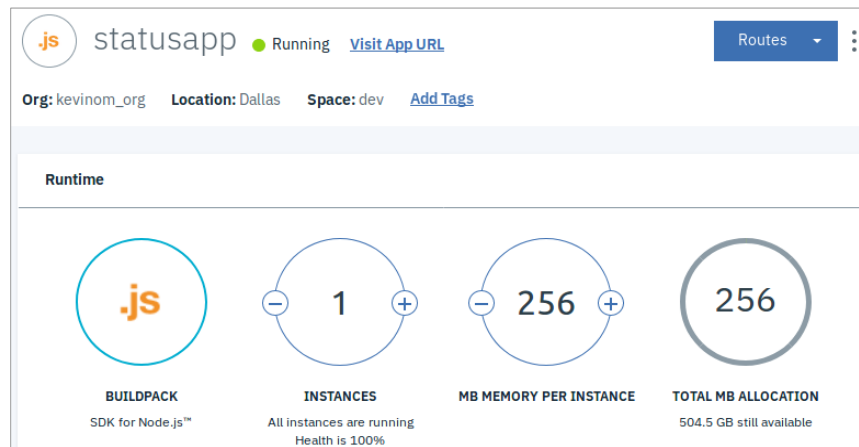 .js statusapp Running Visit App URL Routes
Org: kevinom_org Location: Dallas Space: dev Add Tags
Runtime
.js − 1 + − 256 + 256
BUILDPACK INSTANCES MB MEMORY PER INSTANCE TOTAL MB ALLOCATION
SDK for Node.js™ All instances are running 504.5 GB still available
Health is 100%